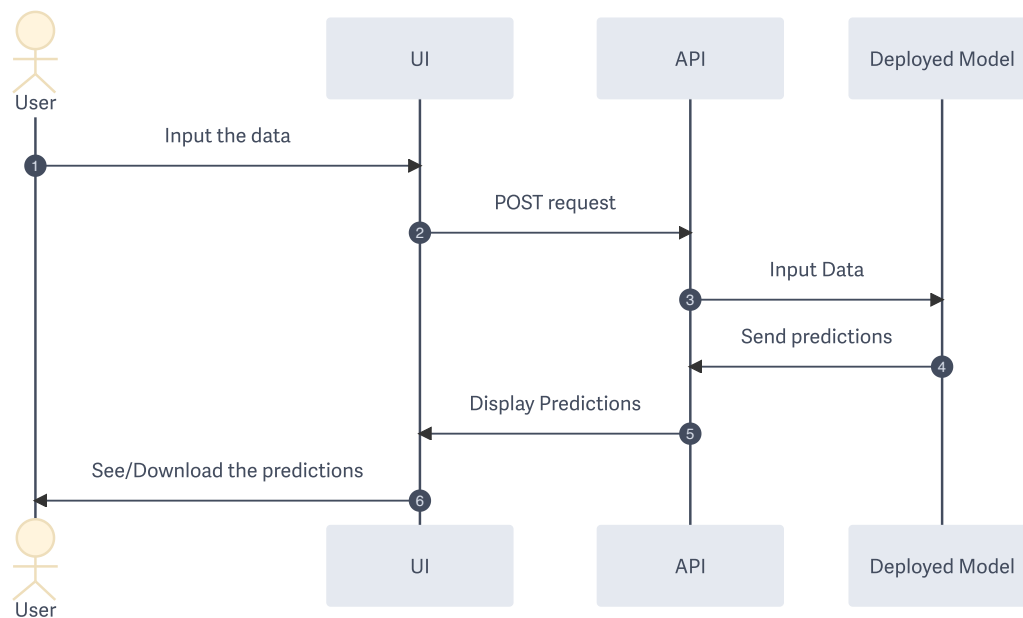 UI
API
Deployed Model
User
Input the data
1
POST request
2
Input Data
3
Send predictions
4
Display Predictions
5
See/Download the predictions
6
UI
API
Deployed Model
User